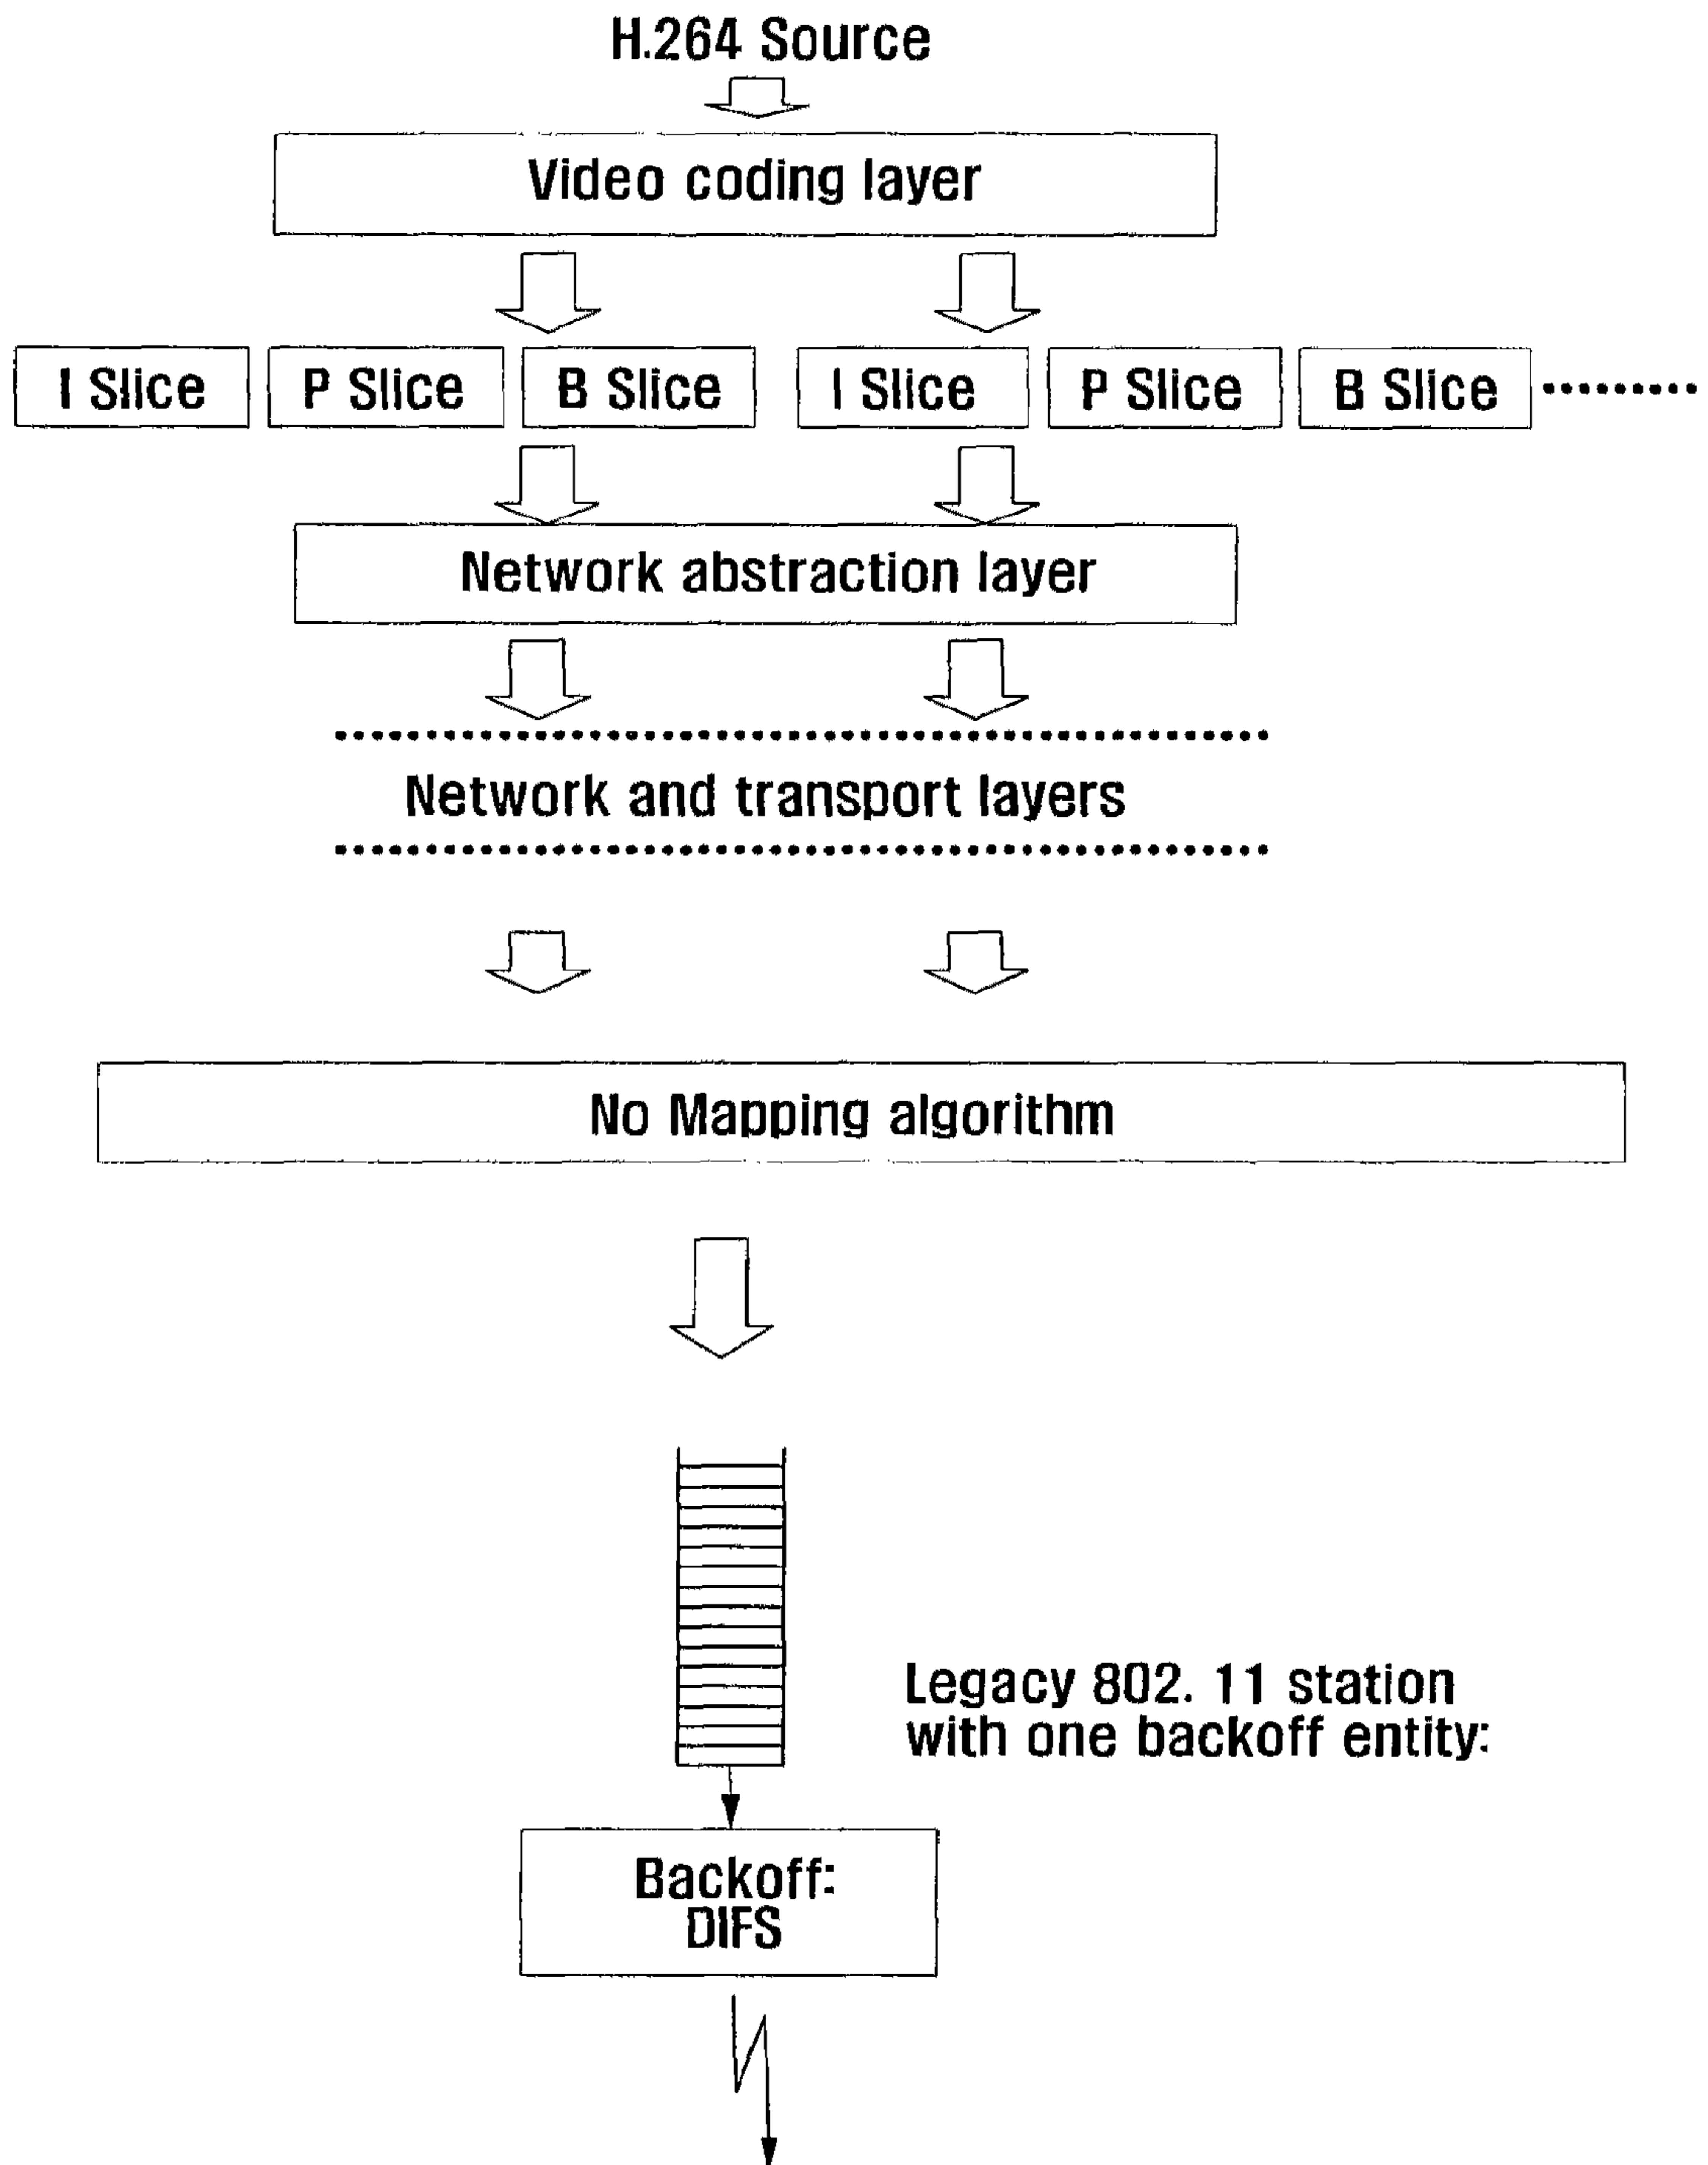 H.264 Source
Video coding layer
I Slice P Slice B Slice I Slice P Slice B Slice
Network abstraction layer
Network and transport layers
No Mapping algorithm
Legacy 802. 11 station
with one backoff entity:
Backoff:
DIFS